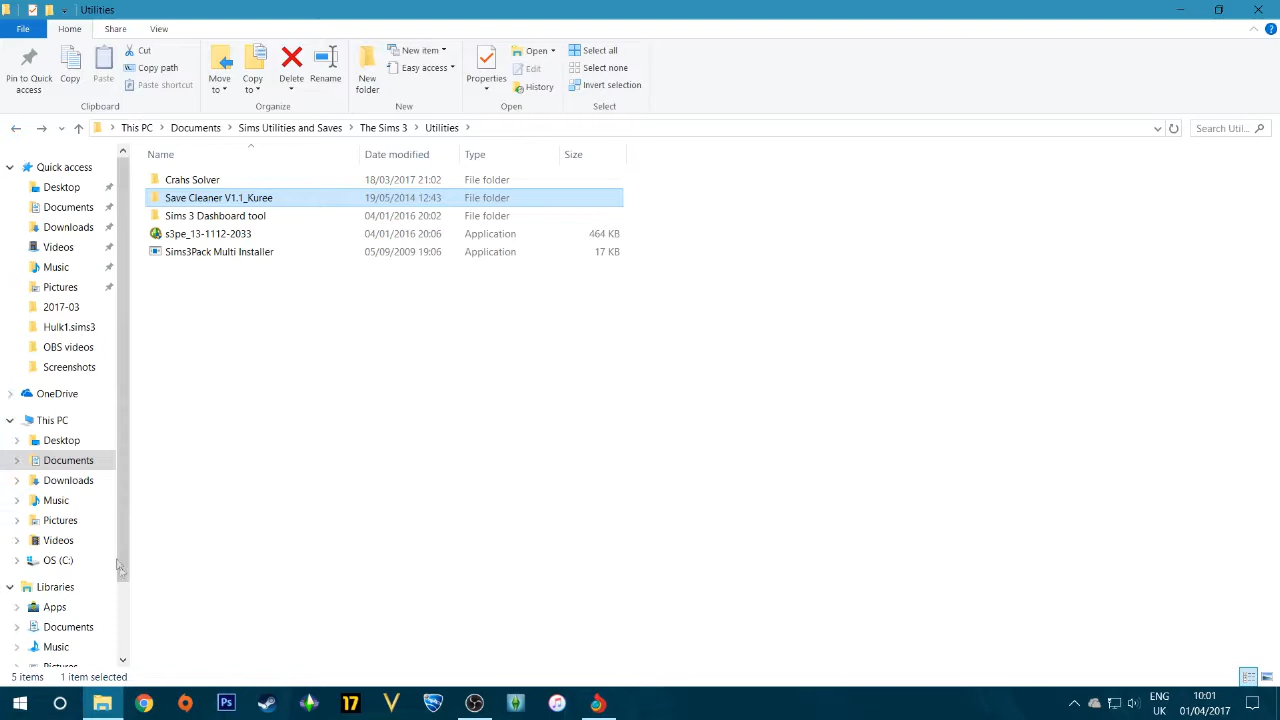 Utilities
File Home Share View
Pin to Quick access
Copy
Paste
Cut
Copy path
Paste shortcut
Clipboard
Move to
Copy to
Delete
Rename
Organize
New folder
New item
Easy access
New
Properties
Open
Edit
History
Open
Select all
Select none
Invert selection
Select
This PC Documents Sims Utilities and Saves The Sims 3 Utilities
Search Util...
Name Date modified Type Size
Crahs Solver 18/03/2017 21:02 File folder
Save Cleaner V1.1_Kuree 19/05/2014 12:43 File folder
Sims 3 Dashboard tool 04/01/2016 20:02 File folder
s3pe_13-1112-2033 04/01/2016 20:06 Application 464 KB
Sims3Pack Multi Installer 05/09/2009 19:06 Application 17 KB
Quick access
Desktop
Documents
Downloads
Videos
Music
Pictures
2017-03
Hulk1.sims3
OBS videos
Screenshots
OneDrive
This PC
Desktop
Documents
Downloads
Music
Pictures
Videos
OS (C:)
Libraries
Apps
Documents
Music
Pictures
5 items 1 item selected
Ps
17
V
ENG
UK
10:01
01/04/2017